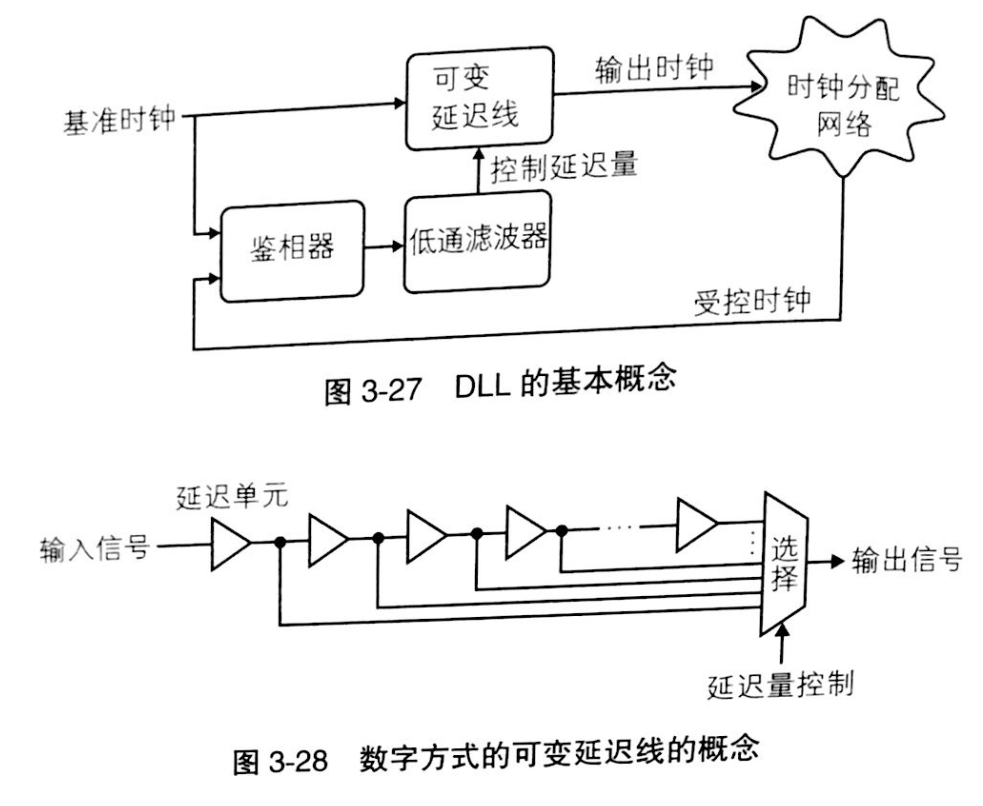 基准时钟
可变
延迟线
输出时钟
时钟分配
网络
控制延迟量
鉴相器
低通滤波器
受控时钟
图 3-27 DLL 的基本概念
延迟单元
输入信号
选
择
输出信号
延迟量控制
图 3-28 数字方式的可变延迟线的概念